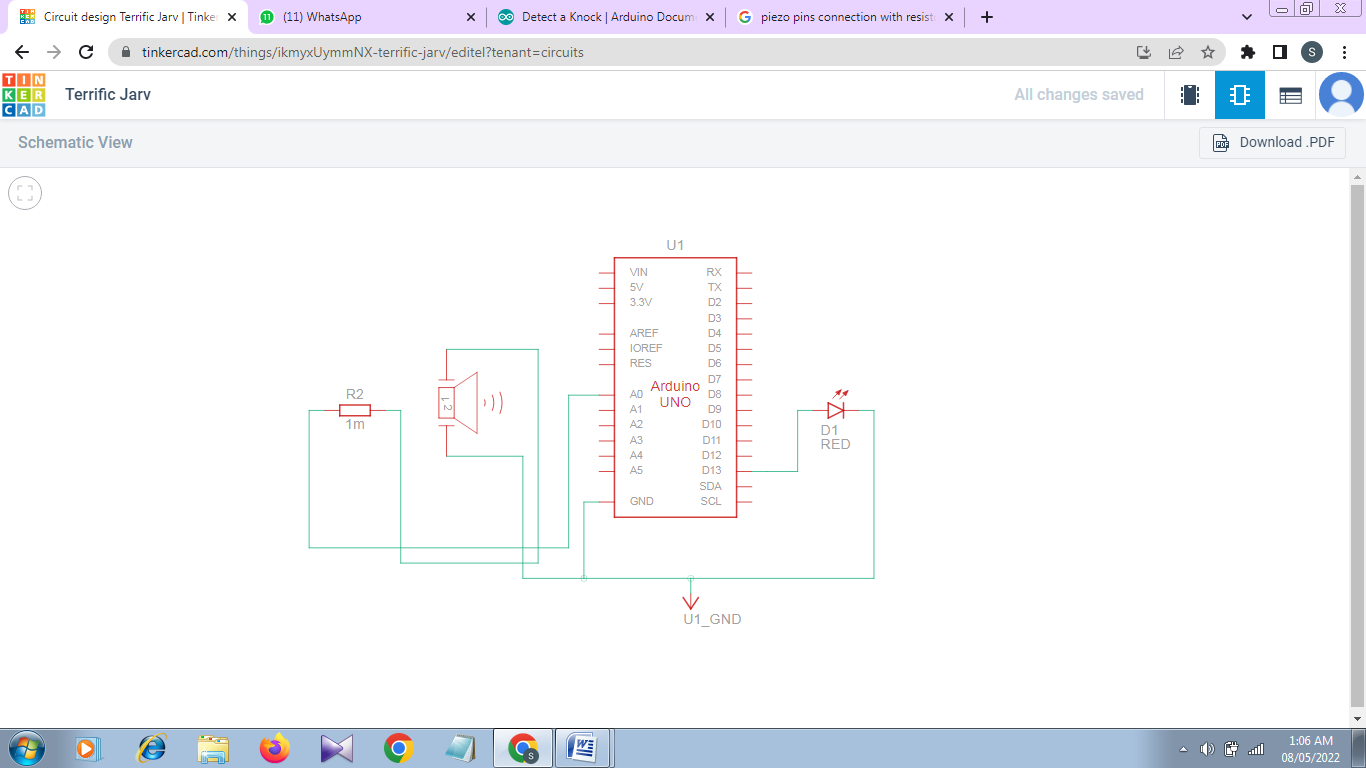 Circuit design Terrific Jarv | Tinker
(11) WhatsApp
Detect a Knock | Arduino Docum
piezo pins connection with resist
tinkercad.com/things/ikmyxUymmNX-terrific-jarv/editel?tenant=circuits
S
TIN
KER
CAD
Terrific Jarv
All changes saved
Schematic View
PDF
Download .PDF
U1
VIN RX
5V TX
3.3V D2
D3
AREF D4
IOREF D5
RES D6
D7
A0 D8
A1 D9
A2 D10
A3 D11
A4 D12
A5 D13
SDA
GND SCL
Arduino
UNO
R2
1m
1 2
D1
RED
U1_GND
S
1:06 AM
08/05/2022